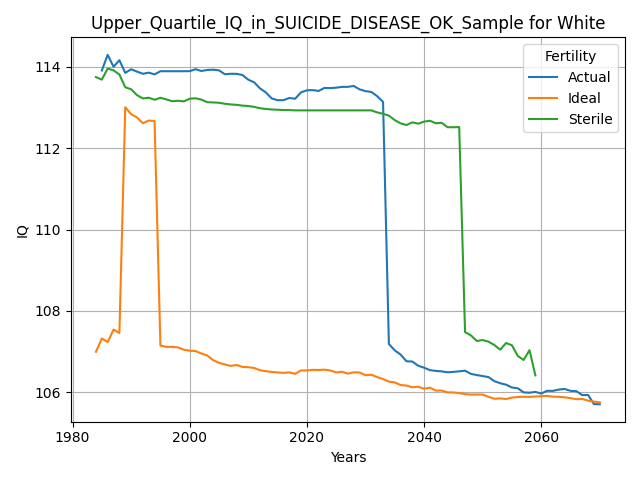 Upper_Quartile_IQ_in_SUICIDE_DISEASE_OK_Sample for White
Fertility
Actual
Ideal
Sterile
IQ
114
112
110
108
106
1980
2000
2020
2040
2060
Years